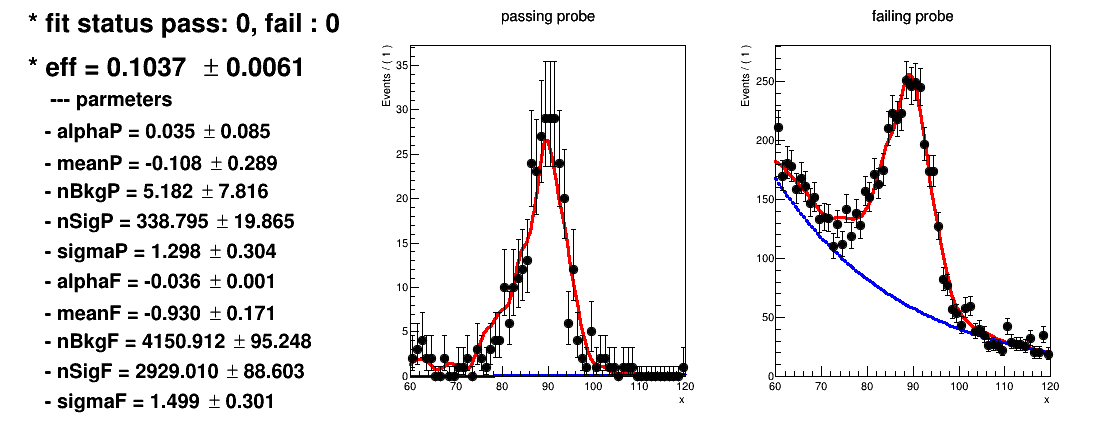 * fit status pass: 0, fail : 0
* eff = 0.1037 ± 0.0061
--- parmeters
- alphaP = 0.035 ± 0.085
- meanP = -0.108 ± 0.289
- nBkgP = 5.182 ± 7.816
- nSigP = 338.795 ± 19.865
- sigmaP = 1.298 ± 0.304
- alphaF = -0.036 ± 0.001
- meanF = -0.930 ± 0.171
- nBkgF = 4150.912 ± 95.248
- nSigF = 2929.010 ± 88.603
- sigmaF = 1.499 ± 0.301
passing probe
Events / ( 1 )
35
30
25
20
15
10
5
0
60 70 80 90 100 110 120
x
failing probe
Events / ( 1 )
250
200
150
100
50
0
60 70 80 90 100 110 120
x